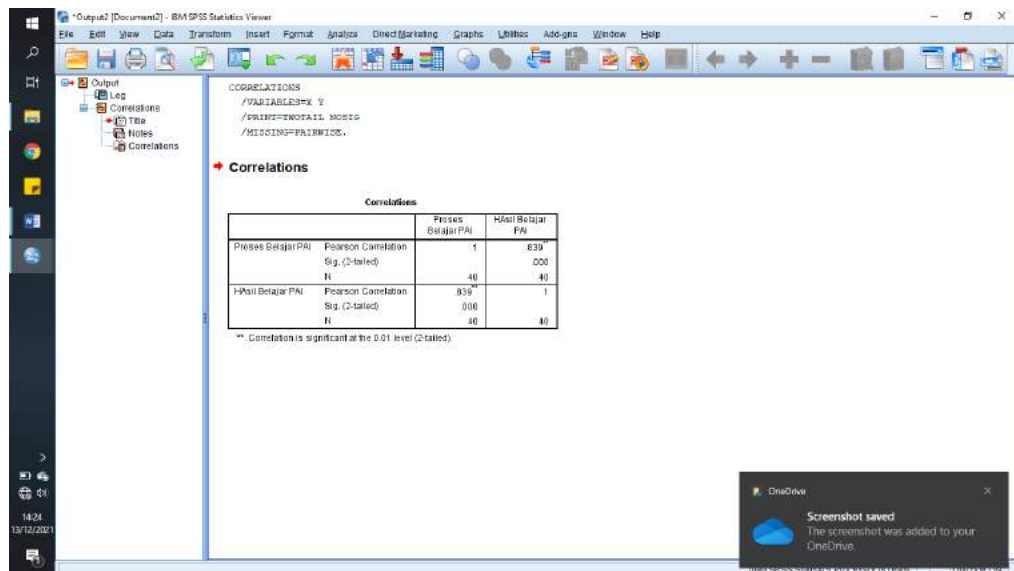 *Output2 [Document2] - IBM SPSS Statistics Viewer
File Edit View Data Transform Insert Format Analyze Direct Marketing Graphs Utilities Add-ons Window Help
Output
Log
Correlations
Title
Notes
Correlations
CORRELATIONS
/VARIABLES=X Y
/PRINT=TWOTAIL NOSIG
/MISSING=PAIRWISE.
Correlations
Correlations
Proses Belajar PAI
HAsil Belajar PAI
Proses Belajar PAI Pearson Correlation 1 .839**
Sig. (2-tailed) .000
N 40 40
HAsil Belajar PAI Pearson Correlation .839** 1
Sig. (2-tailed) .000
N 40 40
**. Correlation is significant at the 0.01 level (2-tailed).
14:24
13/12/2021
OneDrive
Screenshot saved
The screenshot was added to your
OneDrive.